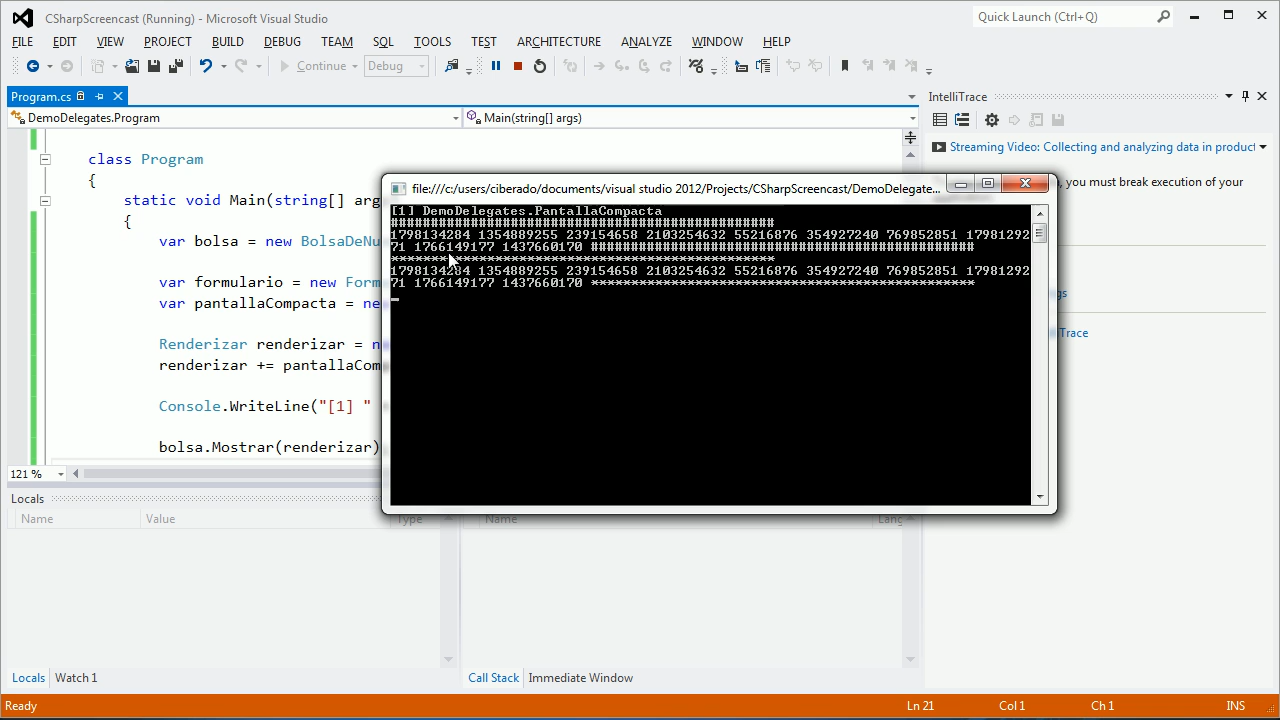 CSharpScreencast (Running) - Microsoft Visual Studio
Quick Launch (Ctrl+Q)
FILE EDIT VIEW PROJECT BUILD DEBUG TEAM SQL TOOLS TEST ARCHITECTURE ANALYZE WINDOW HELP
Continue Debug
Program.cs
IntelliTrace
DemoDelegates.Program Main(string[] args)
Streaming Video: Collecting and analyzing data in product
class Program
{
e, you must break execution of your
static void Main(string[] arg
{
var bolsa = new BolsaDeNu
var formulario = new Form
var pantallaCompacta = ne
Renderizar renderizar = n
renderizar += pantallaCom
Console.WriteLine("[1] "
bolsa.Mostrar(renderizar)
file:///c:/users/ciberado/documents/visual studio 2012/Projects/CSharpScreencast/DemoDelegate...
[1] DemoDelegates.PantallaCompacta
################################################
1798134284 1354889255 239154658 2103254632 55216876 354927240 769852851 17981292
71 1766149177 1437660170 ################################################
************************************************
1798134284 1354889255 239154658 2103254632 55216876 354927240 769852851 17981292
71 1766149177 1437660170 ************************************************
gs
Trace
121 %
Locals
Name Value Type
Name Lang
Locals Watch 1
Call Stack Immediate Window
Ready Ln 21 Col 1 Ch 1 INS